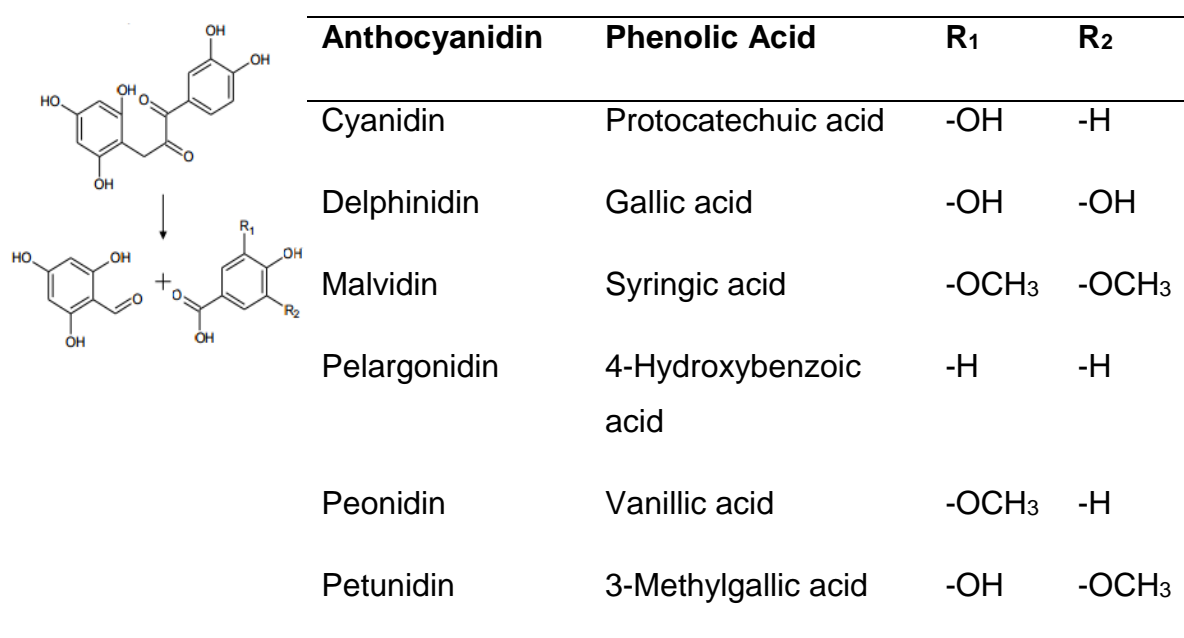 Anthocyanidin Phenolic Acid R1 R2
Cyanidin Protocatechuic acid -OH -H
Delphinidin Gallic acid -OH -OH
Malvidin Syringic acid -OCH3 -OCH3
Pelargonidin 4-Hydroxybenzoic acid -H -H
Peonidin Vanillic acid -OCH3 -H
Petunidin 3-Methylgallic acid -OH -OCH3
OH
OH
HO
OH
O
O
OH
HO
OH
O
OH
+
R1
OH
O
R2
OH